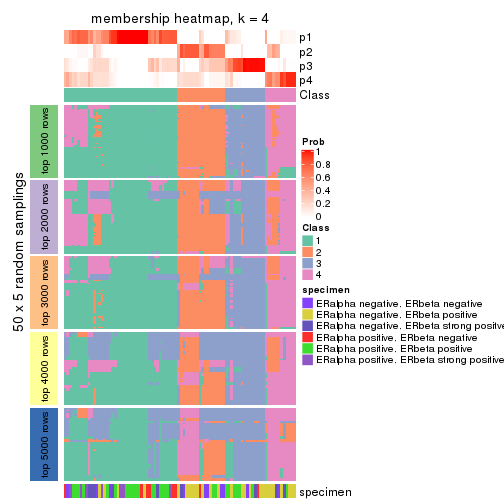 membership heatmap, k = 4
p1
p2
p3
p4
Class
50 x 5 random samplings
top 1000 rows
top 2000 rows
top 3000 rows
top 4000 rows
top 5000 rows
specimen
Prob
1
0.8
0.6
0.4
0.2
0
Class
1
2
3
4
specimen
ERalpha negative. ERbeta negative
ERalpha negative. ERbeta positive
ERalpha negative. ERbeta strong positive
ERalpha positive. ERbeta negative
ERalpha positive. ERbeta positive
ERalpha positive. ERbeta strong positive